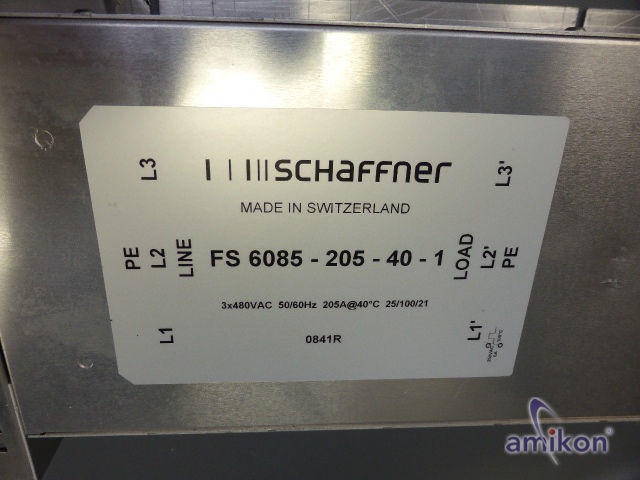 SCHAFFNER
MADE IN SWITZERLAND
FS 6085 - 205 - 40 - 1
3x480VAC 50/60Hz 205A@40°C 25/100/21
0841R
PE
L3
L2
L1
LINE
LOAD
L3'
L2'
L1'
PE
amikon